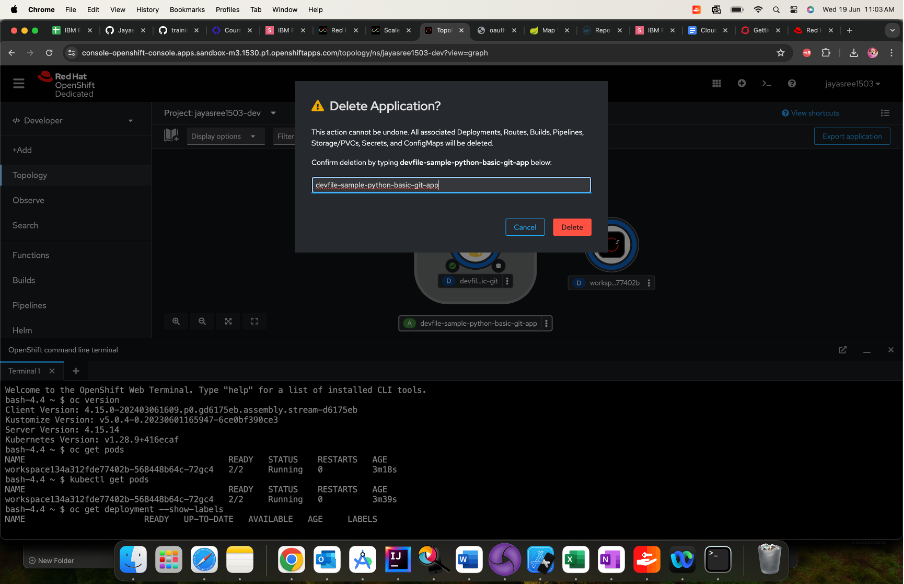 Chrome File Edit View History Bookmarks Profiles Tab Window Help Wed 19 Jun 11:03 AM
IBM Jayas traini Cours IBM Red Scale Topo oauth Map Repo IBM Clou Getti Red
console-openshift-console.apps.sandbox-m3.1530.p1.openshiftapps.com/topology/ns/jayasree1503-dev?view=graph
Red Hat
OpenShift
Dedicated
jayasree1503
Developer
+Add
Topology
Observe
Search
Functions
Builds
Pipelines
Helm
Project: jayasree1503-dev
View shortcuts
Display options
Filter
Export application
Delete Application?
This action cannot be undone. All associated Deployments, Routes, Builds, Pipelines,
Storage/PVCs, Secrets, and ConfigMaps will be deleted.
Confirm deletion by typing devfile-sample-python-basic-git-app below:
devfile-sample-python-basic-git-app
Cancel Delete
D devfil...ic-git
D worksp...77402b
A devfile-sample-python-basic-git-app
OpenShift command line terminal
Terminal 1
Welcome to the OpenShift Web Terminal. Type "help" for a list of installed CLI tools.
bash-4.4 ~ $ oc version
Client Version: 4.15.0-202403061609.p0.gd6175eb.assembly.stream-d6175eb
Kustomize Version: v5.0.4-0.20230601165947-6ce0bf390ce3
Server Version: 4.15.14
Kubernetes Version: v1.28.9+416ecaf
bash-4.4 ~ $ oc get pods
NAME READY STATUS RESTARTS AGE
workspace134a312fde77402b-568448b64c-72gc4 2/2 Running 0 3m18s
bash-4.4 ~ $ kubectl get pods
NAME READY STATUS RESTARTS AGE
workspace134a312fde77402b-568448b64c-72gc4 2/2 Running 0 3m39s
bash-4.4 ~ $ oc get deployment --show-labels
NAME READY UP-TO-DATE AVAILABLE AGE LABELS
New Folder